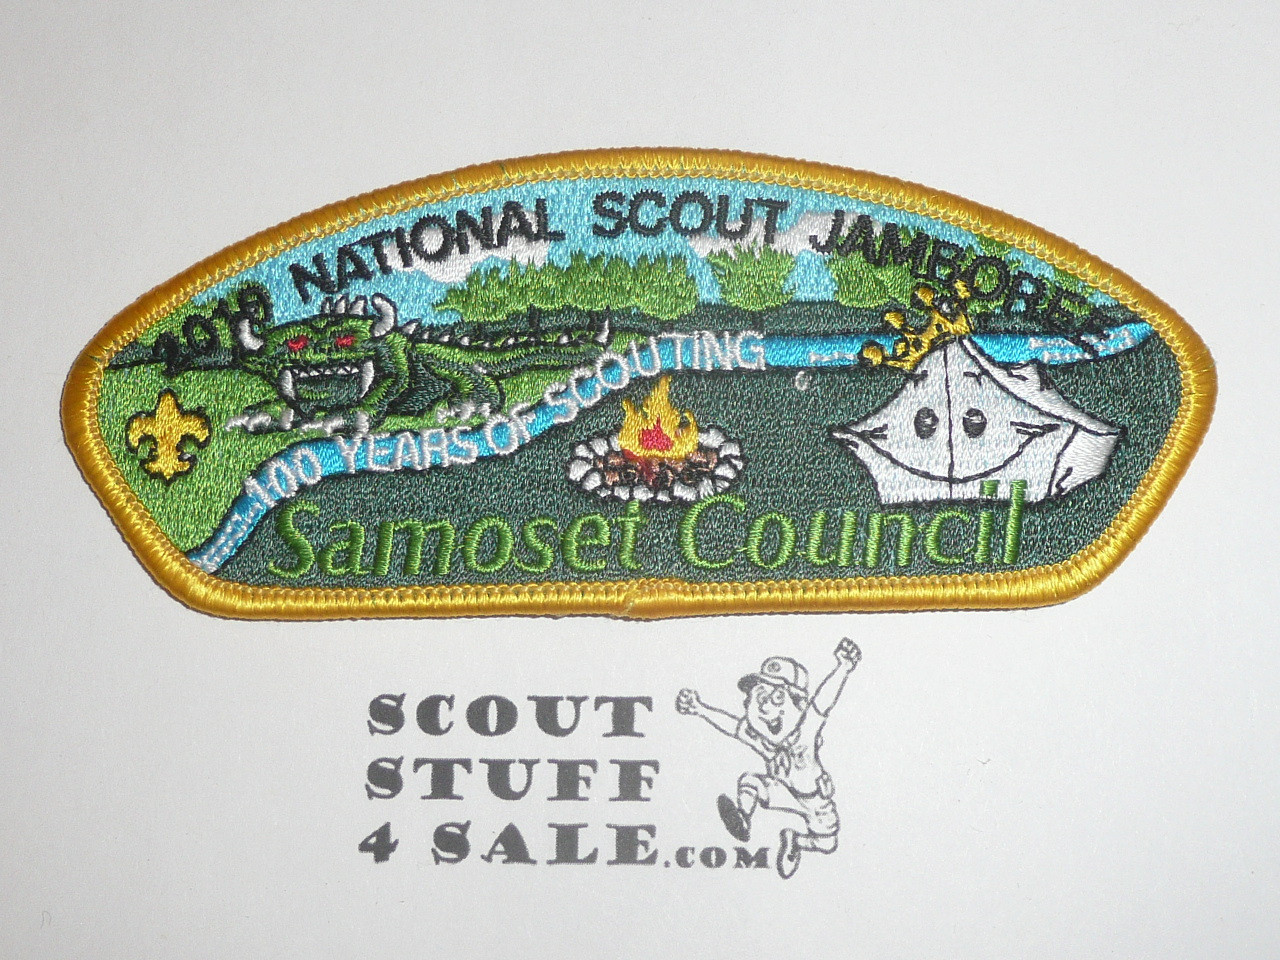 2010 NATIONAL SCOUT JAMBOREE
100 YEARS OF SCOUTING
Samoset Council
SCOUT
STUFF
4 SALE.COM